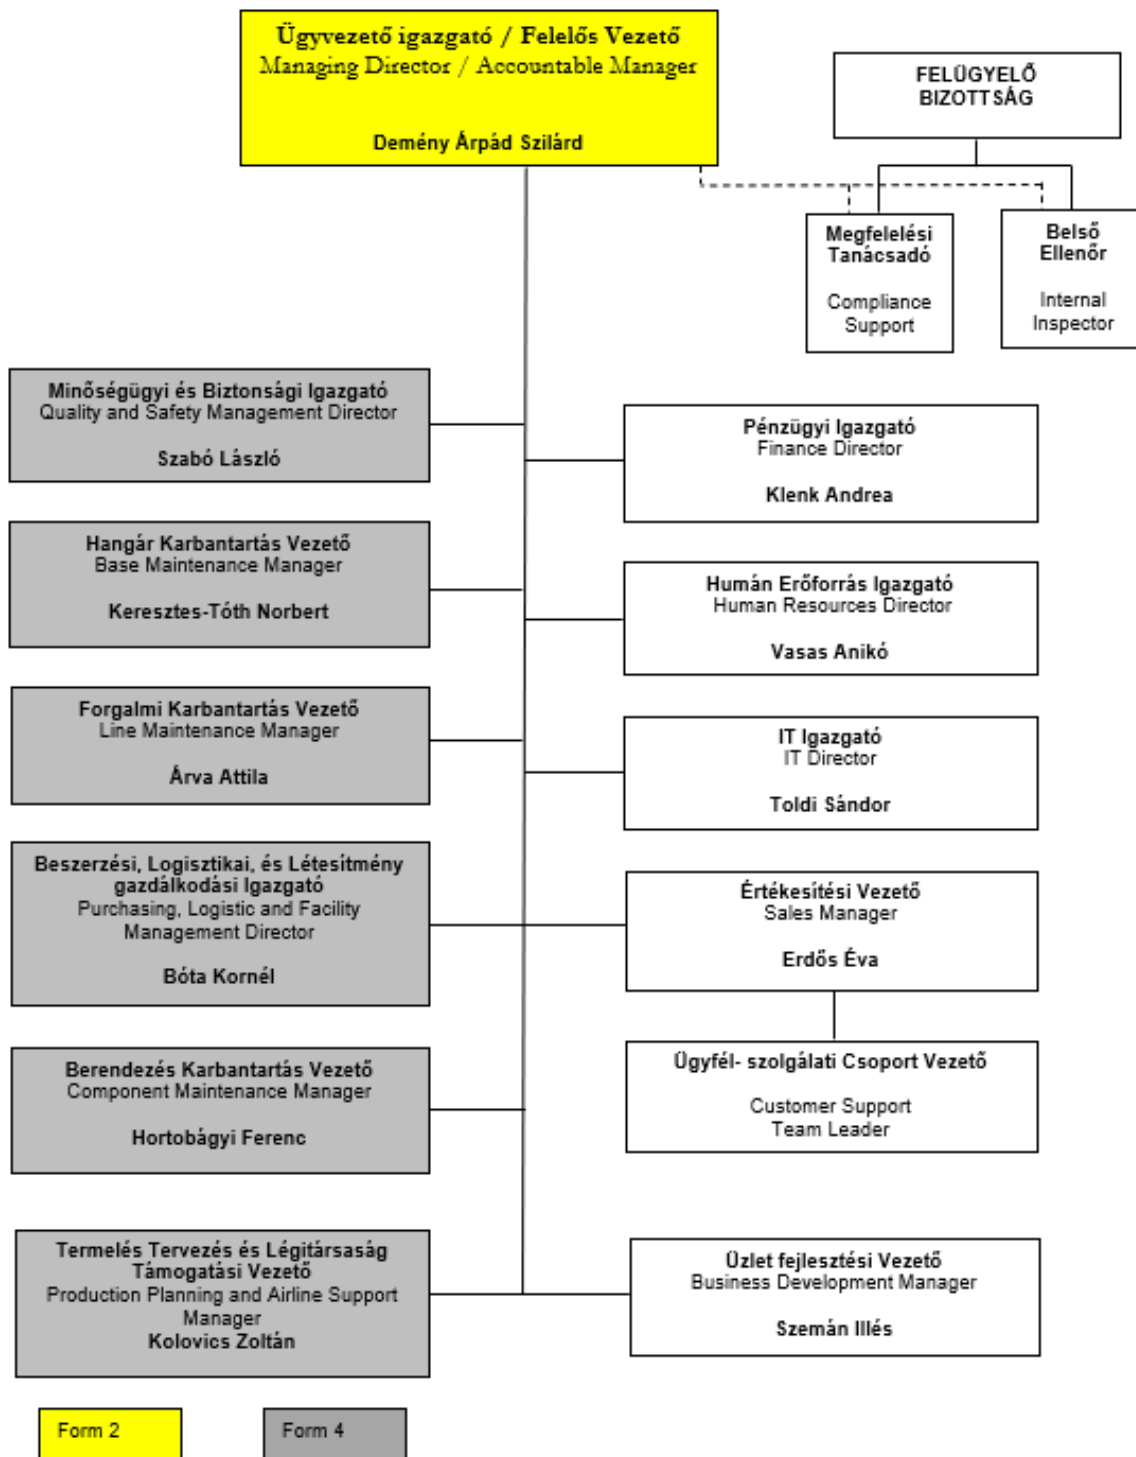 Ügyvezető igazgató / Felelős Vezető
Managing Director / Accountable Manager
Demény Árpád Szilárd
FELÜGYELŐ
BIZOTTSÁG
Megfelelési
Tanácsadó
Compliance
Support
Belső
Ellenőr
Internal
Inspector
Minőségügyi és Biztonsági Igazgató
Quality and Safety Management Director
Szabó László
Pénzügyi Igazgató
Finance Director
Klenk Andrea
Hangár Karbantartás Vezető
Base Maintenance Manager
Keresztes-Tóth Norbert
Humán Erőforrás Igazgató
Human Resources Director
Vasas Anikó
Forgalmi Karbantartás Vezető
Line Maintenance Manager
Árva Attila
IT Igazgató
IT Director
Toldi Sándor
Beszerzési, Logisztikai, és Létesítmény
gazdálkodási Igazgató
Purchasing, Logistic and Facility
Management Director
Bóta Kornél
Értékesítési Vezető
Sales Manager
Erdős Éva
Berendezés Karbantartás Vezető
Component Maintenance Manager
Hortobágyi Ferenc
Ügyfél- szolgálati Csoport Vezető
Customer Support
Team Leader
Termelés Tervezés és Légitársaság
Támogatási Vezető
Production Planning and Airline Support
Manager
Kolovics Zoltán
Üzlet fejlesztési Vezető
Business Development Manager
Szemán Illés
Form 2
Form 4